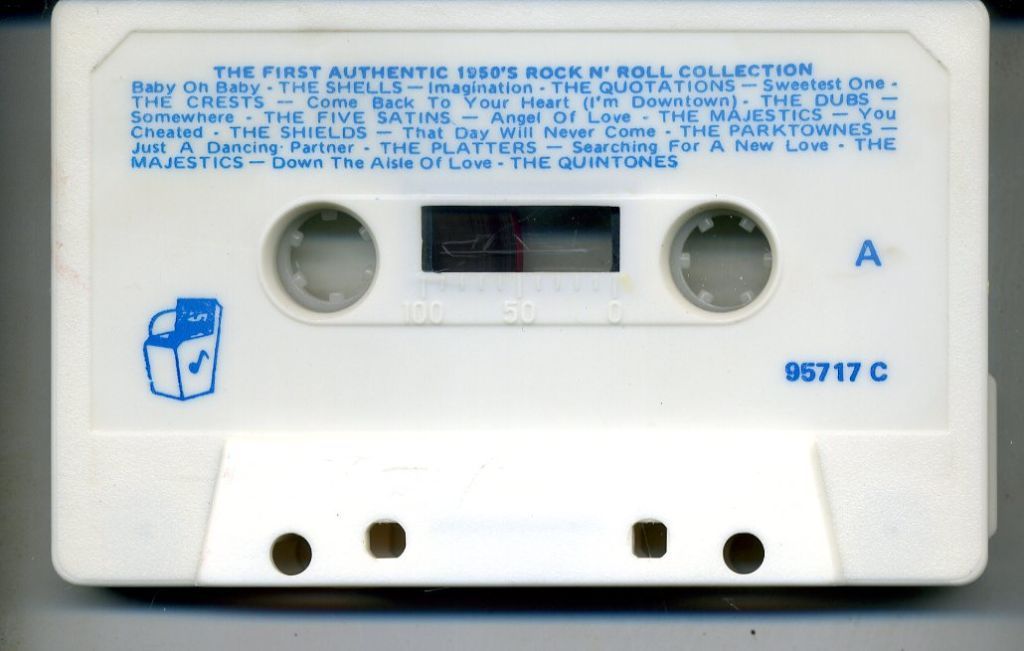 THE FIRST AUTHENTIC 1950'S ROCK N' ROLL COLLECTION
Baby Oh Baby - THE SHELLS — Imagination - THE QUOTATIONS — Sweetest One -
THE CRESTS — Come Back To Your Heart (I'm Downtown) - THE DUBS —
Somewhere - THE FIVE SATINS — Angel Of Love - THE MAJESTICS — You
Cheated - THE SHIELDS — That Day Will Never Come - THE PARKTOWNES —
Just A Dancing Partner - THE PLATTERS — Searching For A New Love - THE
MAJESTICS — Down The Aisle Of Love - THE QUINTONES
A
100 50 0
95717 C